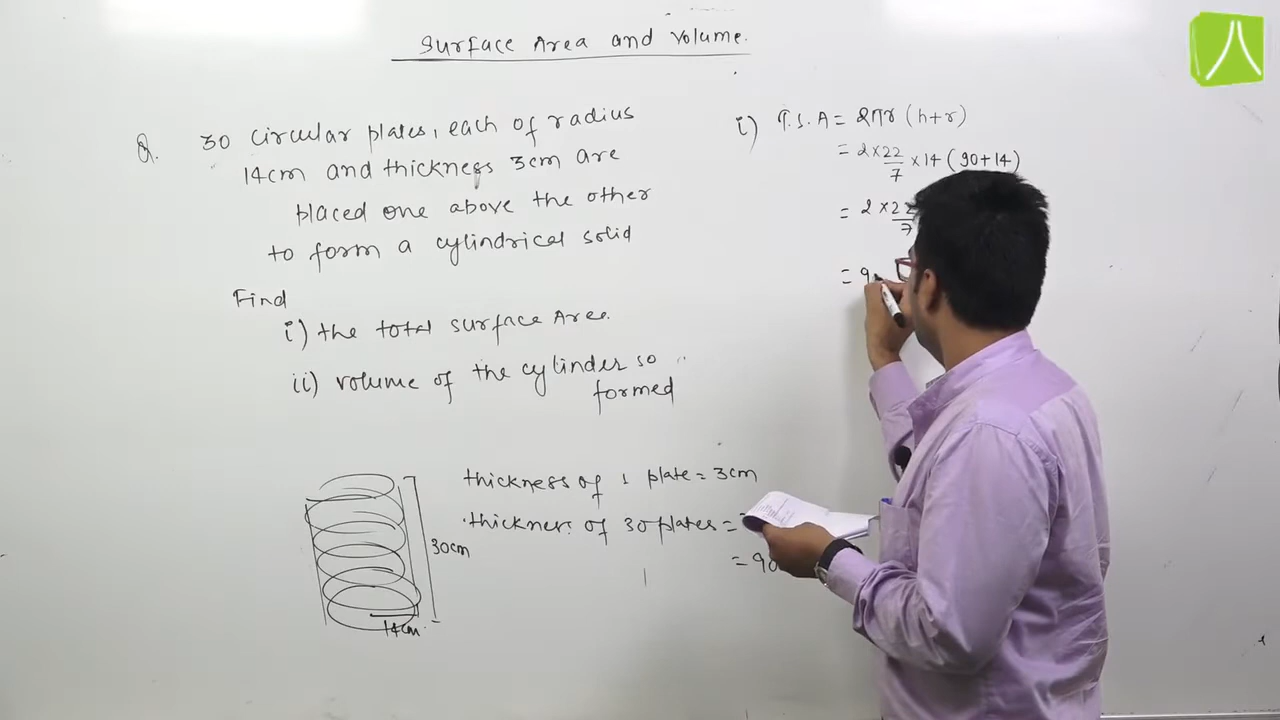 Surface Area and Volume.
Q. 30 circular plates, each of radius
14cm and thickness 3cm are
placed one above the other
to form a cylindrical solid
Find
i) the total surface Area.
ii) volume of the cylinder so
formed
30cm
14cm
thickness of 1 plate = 3cm
thickness of 30 plates =
= 90
i) T.S.A = 2πr (h+r)
= 2×22/7 ×14 (90+14)
= 2×22/7
= 9